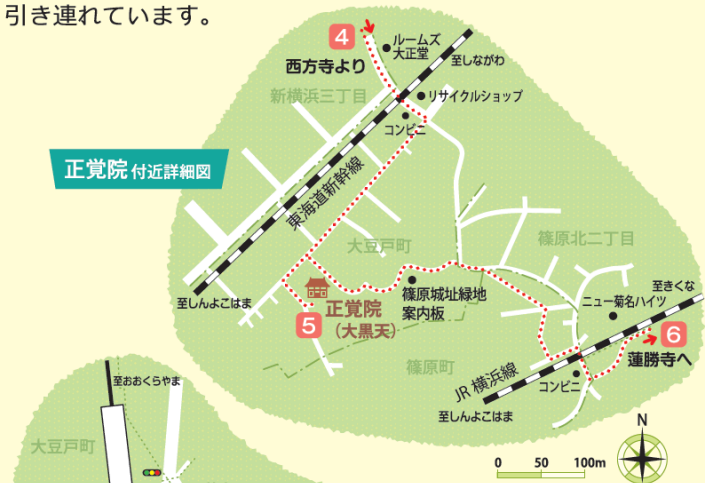 引き連れています。
4
ルームズ
大正堂
西方寺より
至しながわ
新横浜三丁目
リサイクルショップ
コンビニ
正覚院 付近詳細図
東海道新幹線
大豆戸町
篠原北二丁目
至しんよこはま
正覚院
(大黒天)
5
篠原城址緑地
案内板
至きくな
ニュー菊名ハイツ
6
蓮勝寺へ
篠原町
JR 横浜線
コンビニ
至しんよこはま
至おおくらやま
大豆戸町
N
0 50 100m